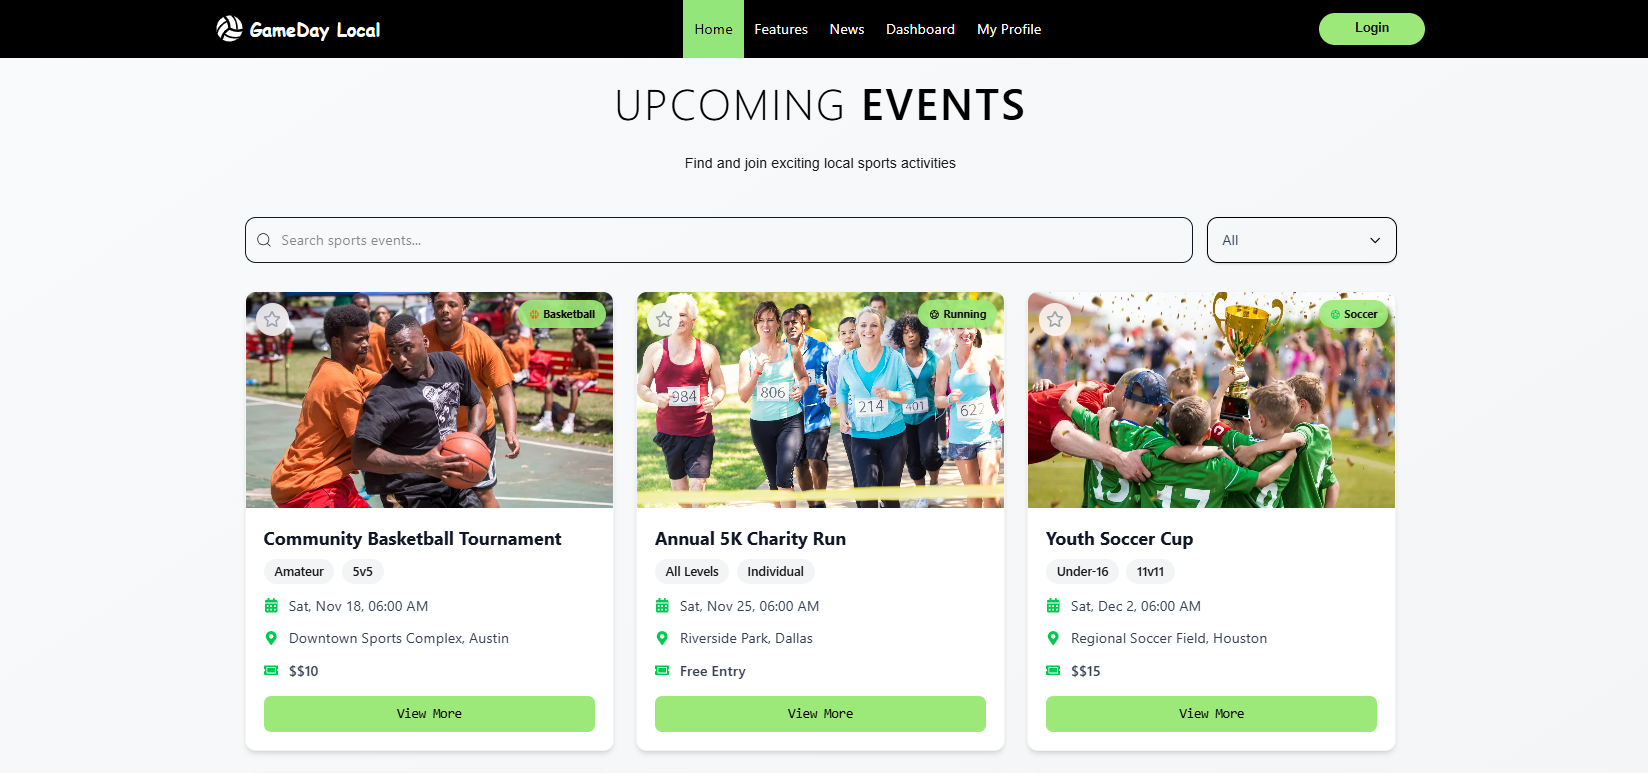 GameDay Local
Home Features News Dashboard My Profile
Login
UPCOMING EVENTS
Find and join exciting local sports activities
Search sports events...
All
Basketball
Running
984
806
214
401
622
Soccer
17
Community Basketball Tournament
Amateur 5v5
Sat, Nov 18, 06:00 AM
Downtown Sports Complex, Austin
$$10
View More
Annual 5K Charity Run
All Levels Individual
Sat, Nov 25, 06:00 AM
Riverside Park, Dallas
Free Entry
View More
Youth Soccer Cup
Under-16 11v11
Sat, Dec 2, 06:00 AM
Regional Soccer Field, Houston
$$15
View More